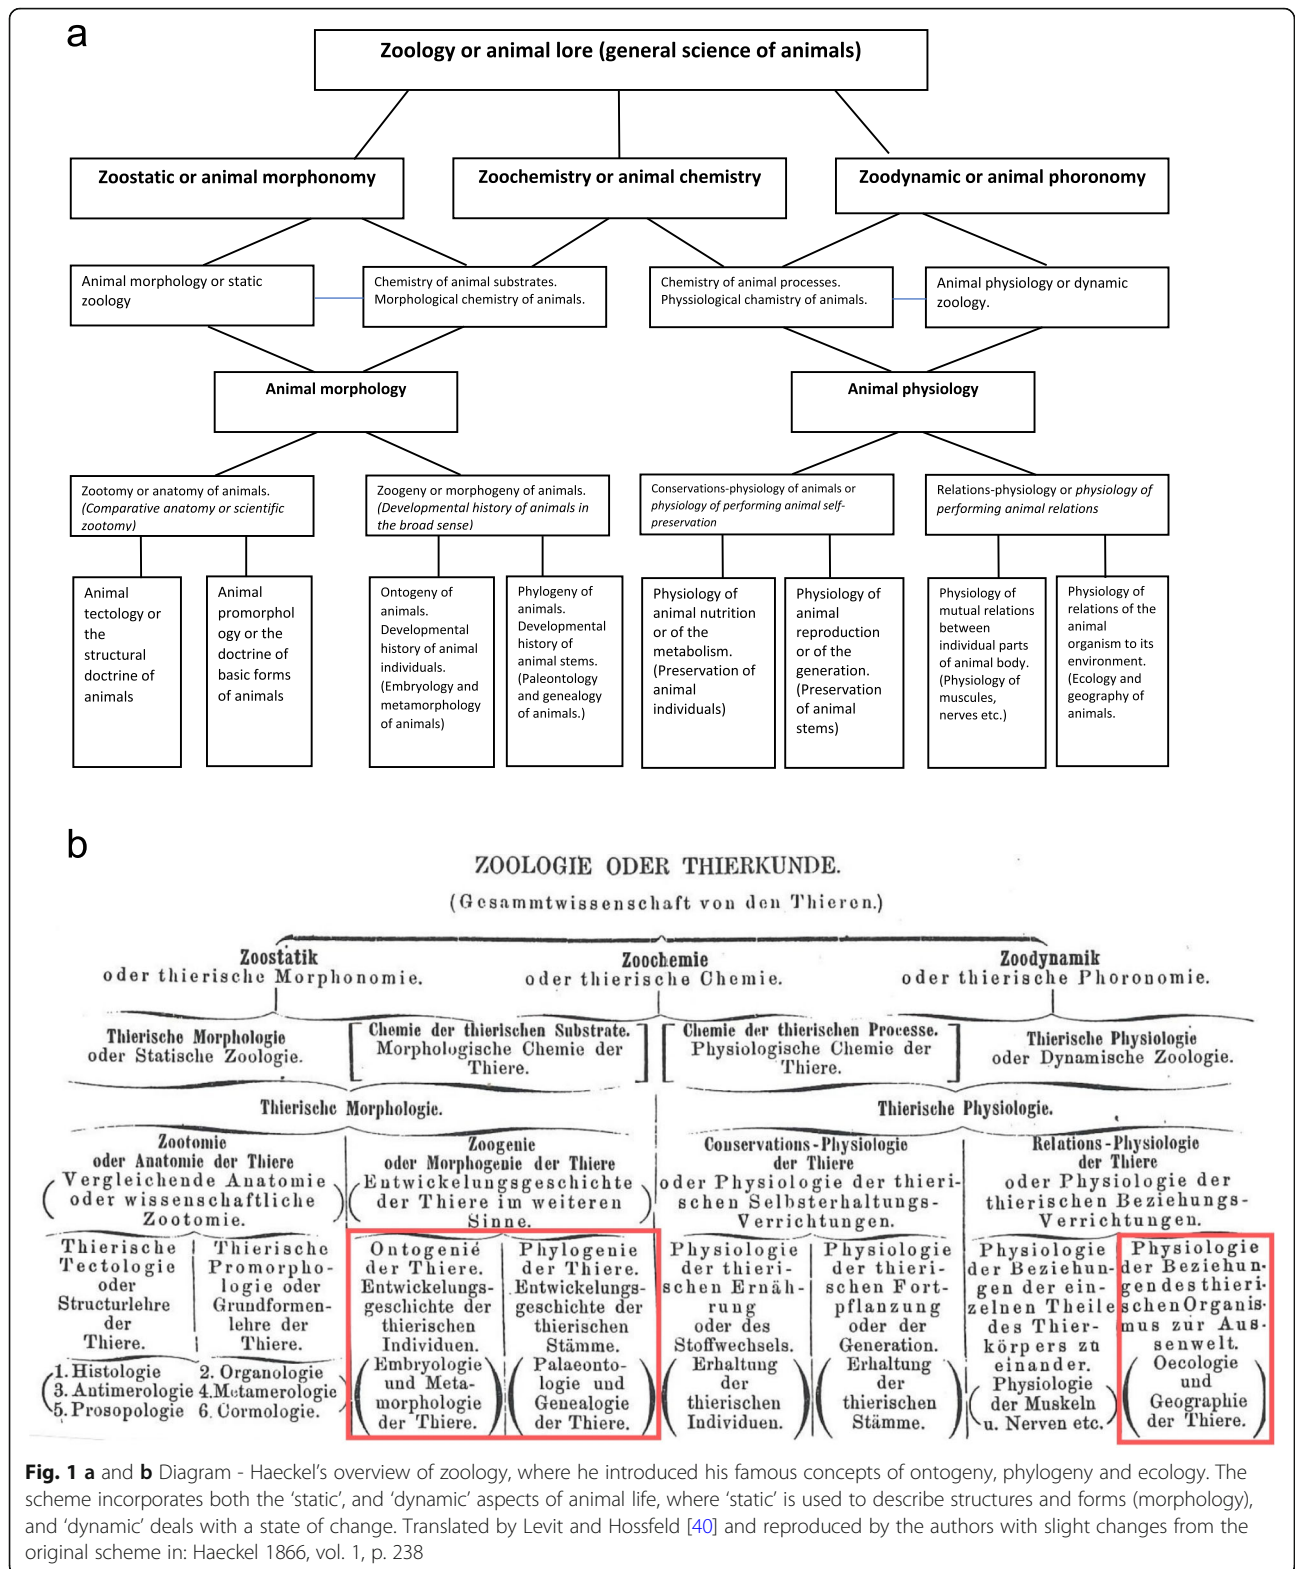 a
Zoology or animal lore (general science of animals)
Zoostatic or animal morphonomy
Zoochemistry or animal chemistry
Zoodynamic or animal phoronomy
Animal morphology or static
zoology
Chemistry of animal substrates.
Morphological chemistry of animals.
Chemistry of animal processes.
Physsiological chamistry of animals.
Animal physiology or dynamic
zoology.
Animal morphology
Animal physiology
Zootomy or anatomy of animals.
(Comparative anatomy or scientific
zootomy)
Zoogeny or morphogeny of animals.
(Developmental history of animals in
the broad sense)
Conservations-physiology of animals or
physiology of performing animal self-
preservation
Relations-physiology or physiology of
performing animal relations
Animal
tectology or
the
structural
doctrine of
animals
Animal
promorphol
ogy or the
doctrine of
basic forms
of animals
Ontogeny of
animals.
Developmental
history of animal
individuals.
(Embryology and
metamorphology
of animals)
Phylogeny of
animals.
Developmental
history of
animal stems.
(Paleontology
and genealogy
of animals.)
Physiology of
animal nutrition
or of the
metabolism.
(Preservation of
animal
individuals)
Physiology of
animal
reproduction
or of the
generation.
(Preservation
of animal
stems)
Physiology of
mutual relations
between
individual parts
of animal body.
(Physiology of
muscles,
nerves etc.)
Physiology of
relations of the
animal
organism to its
environment.
(Ecology and
geography of
animals.
b
ZOOLOGIE ODER THIERKUNDE.
(Gesammtwissenschaft von den Thieren.)
Zoostatik
oder thierische Morphonomie.
Zoochemie
oder thierische Chemie.
Zoodynamik
oder thierische Phoronomie.
Thierische Morphologie
oder Statische Zoologie.
Chemie der thierischen Substrate.
Morphologische Chemie der
Thiere.
Chemie der thierischen Processe.
Physiologische Chemie der
Thiere.
Thierische Physiologie
oder Dynamische Zoologie.
Thierische Morphologie.
Thierische Physiologie.
Zootomie
oder Anatomie der Thiere
(Vergleichende Anatomie
oder wissenschaftliche
Zootomie.)
Zoogenie
oder Morphogenie der Thiere
(Entwickelungsgeschichte
der Thiere im weiteren
Sinne.)
Conservations-Physiologie
der Thiere
oder Physiologie der thieri-
schen Selbsterhaltungs-
Verrichtungen.
Relations-Physiologie
der Thiere
oder Physiologie der
thierischen Beziehungs-
Verrichtungen.
Thierische
Tectologie
oder
Structurlehre
der
Thiere.
Thierische
Promorpho-
logie oder
Grundformen-
lehre der
Thiere.
(1. Histologie 2. Organologie
3. Antimerologie 4. Metamerologie
5. Prosopologie 6. Cormologie.)
Ontogenie
der Thiere.
Entwickelungs-
geschichte der
thierischen
Individuen.
(Embryologie
und Meta-
morphologie
der Thiere.)
Phylogenie
der Thiere.
Entwickelungs-
geschichte der
thierischen
Stämme.
(Palaeonto-
logie und
Genealogie
der Thiere.)
Physiologie
der thieri-
schen Ernäh-
rung
oder des
Stoffwechsels.
(Erhaltung
der
thierischen
Individuen.)
Physiologie
der thieri-
schen Fort-
pflanzung
oder der
Generation.
(Erhaltung
der
thierischen
Stämme.)
Physiologie
der Beziehun-
gen der ein-
zelnen Theile
des Thier-
körpers zu
einander.
(Physiologie
der Muskeln
u. Nerven etc.)
Physiologie
der Beziehun-
gen des thieri-
schen Organis-
mus zur Aus-
senwelt.
(Oecologie
und
Geographie
der Thiere.)
Fig. 1 a and b Diagram - Haeckel's overview of zoology, where he introduced his famous concepts of ontogeny, phylogeny and ecology. The
scheme incorporates both the 'static', and 'dynamic' aspects of animal life, where 'static' is used to describe structures and forms (morphology),
and 'dynamic' deals with a state of change. Translated by Levit and Hossfeld [40] and reproduced by the authors with slight changes from the
original scheme in: Haeckel 1866, vol. 1, p. 238